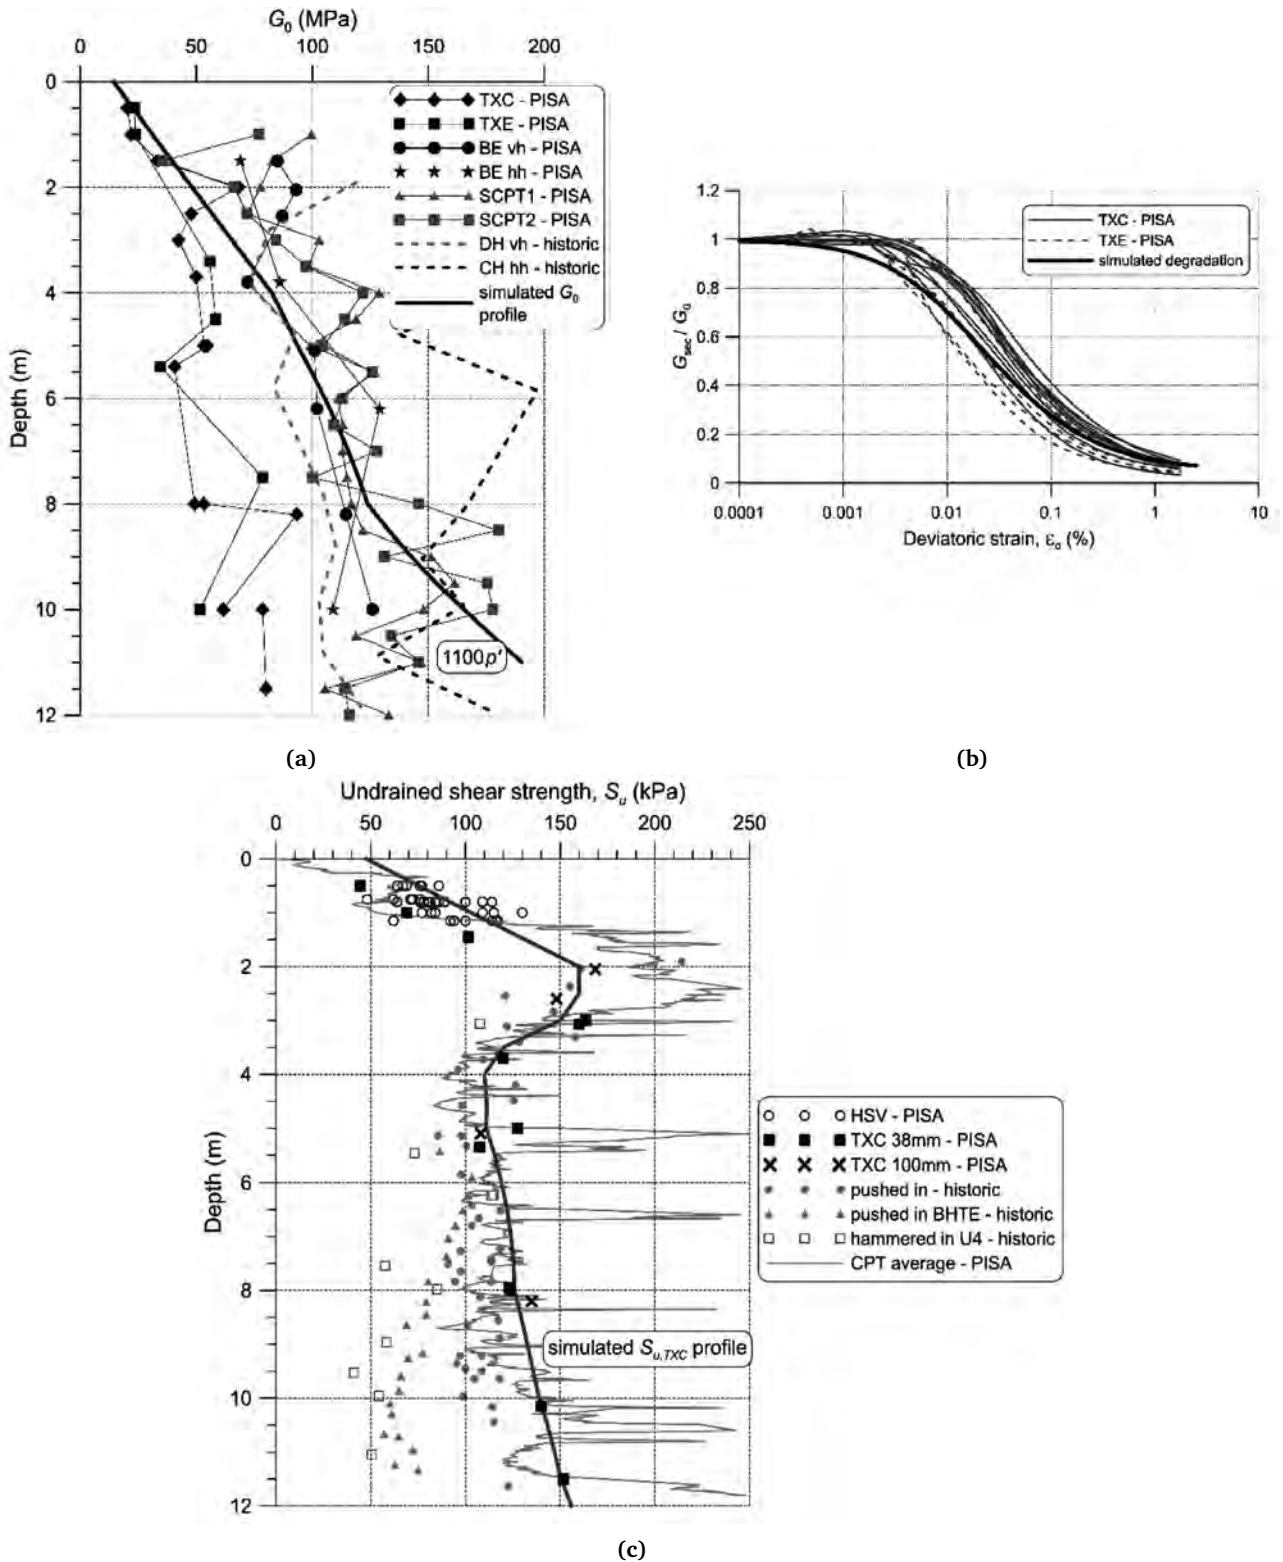 G₀ (MPa)
0 50 100 150 200
0
2
4
6
8
10
12
Depth (m)
TXC - PISA
TXE - PISA
BE vh - PISA
BE hh - PISA
SCPT1 - PISA
SCPT2 - PISA
DH vh - historic
CH hh - historic
simulated G₀
profile
1100p'
(a)
1.2
1
0.8
0.6
0.4
0.2
0
G_sec / G₀
TXC - PISA
TXE - PISA
simulated degradation
0.0001 0.001 0.01 0.1 1 10
Deviatoric strain, ε_d (%)
(b)
Undrained shear strength, S_u (kPa)
0 50 100 150 200 250
0
2
4
6
8
10
12
Depth (m)
HSV - PISA
TXC 38mm - PISA
TXC 100mm - PISA
pushed in - historic
pushed in BHTE - historic
hammered in U4 - historic
CPT average - PISA
simulated S_u,TXC profile
(c)